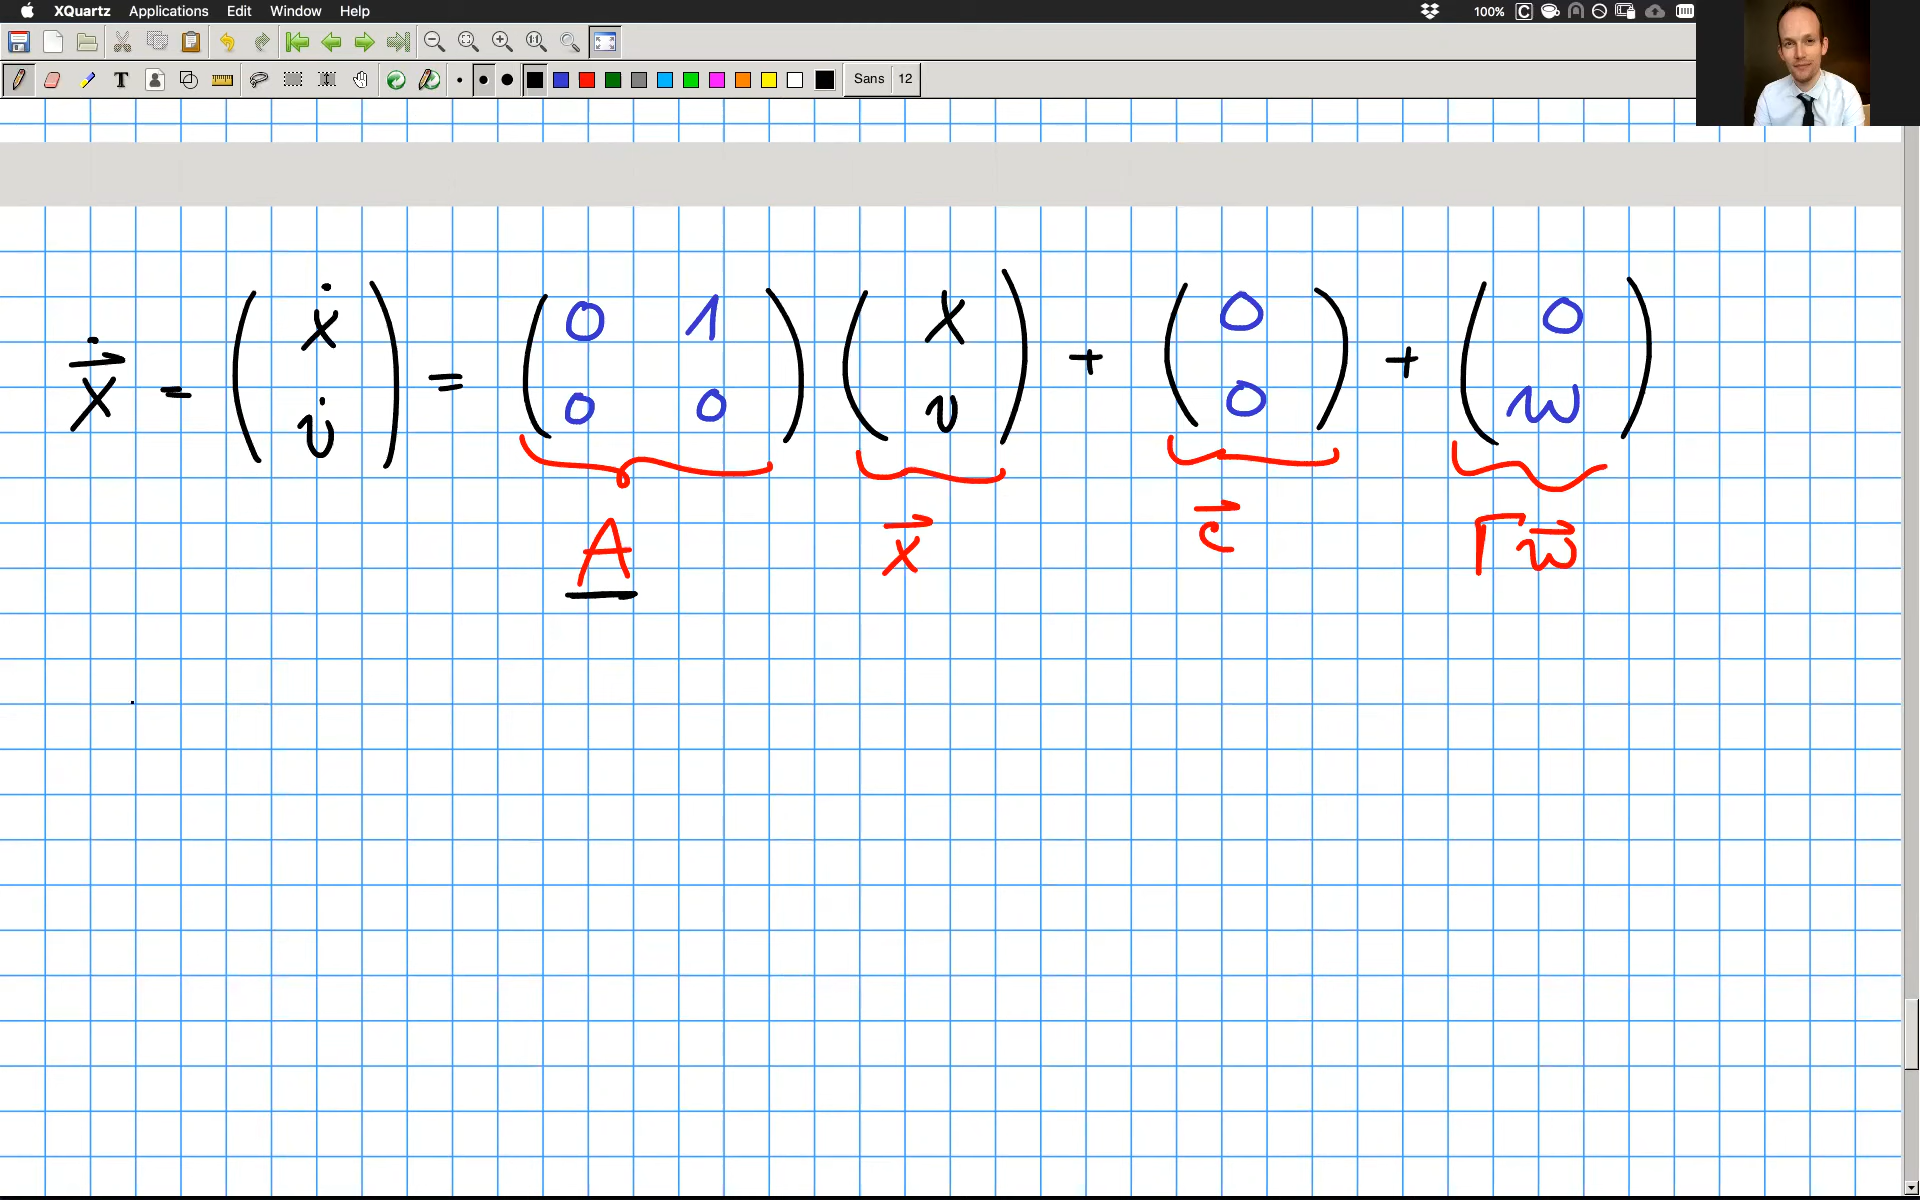 XQuartz Applications Edit Window Help 100%
Sans 12
ẋ⃗ = ( ẋ ) = ( 0 1 ) ( x ) + ( 0 ) + ( 0 )
( v̇ ) ( 0 0 ) ( v ) ( 0 ) ( w )
A x⃗ c⃗ Γw⃗